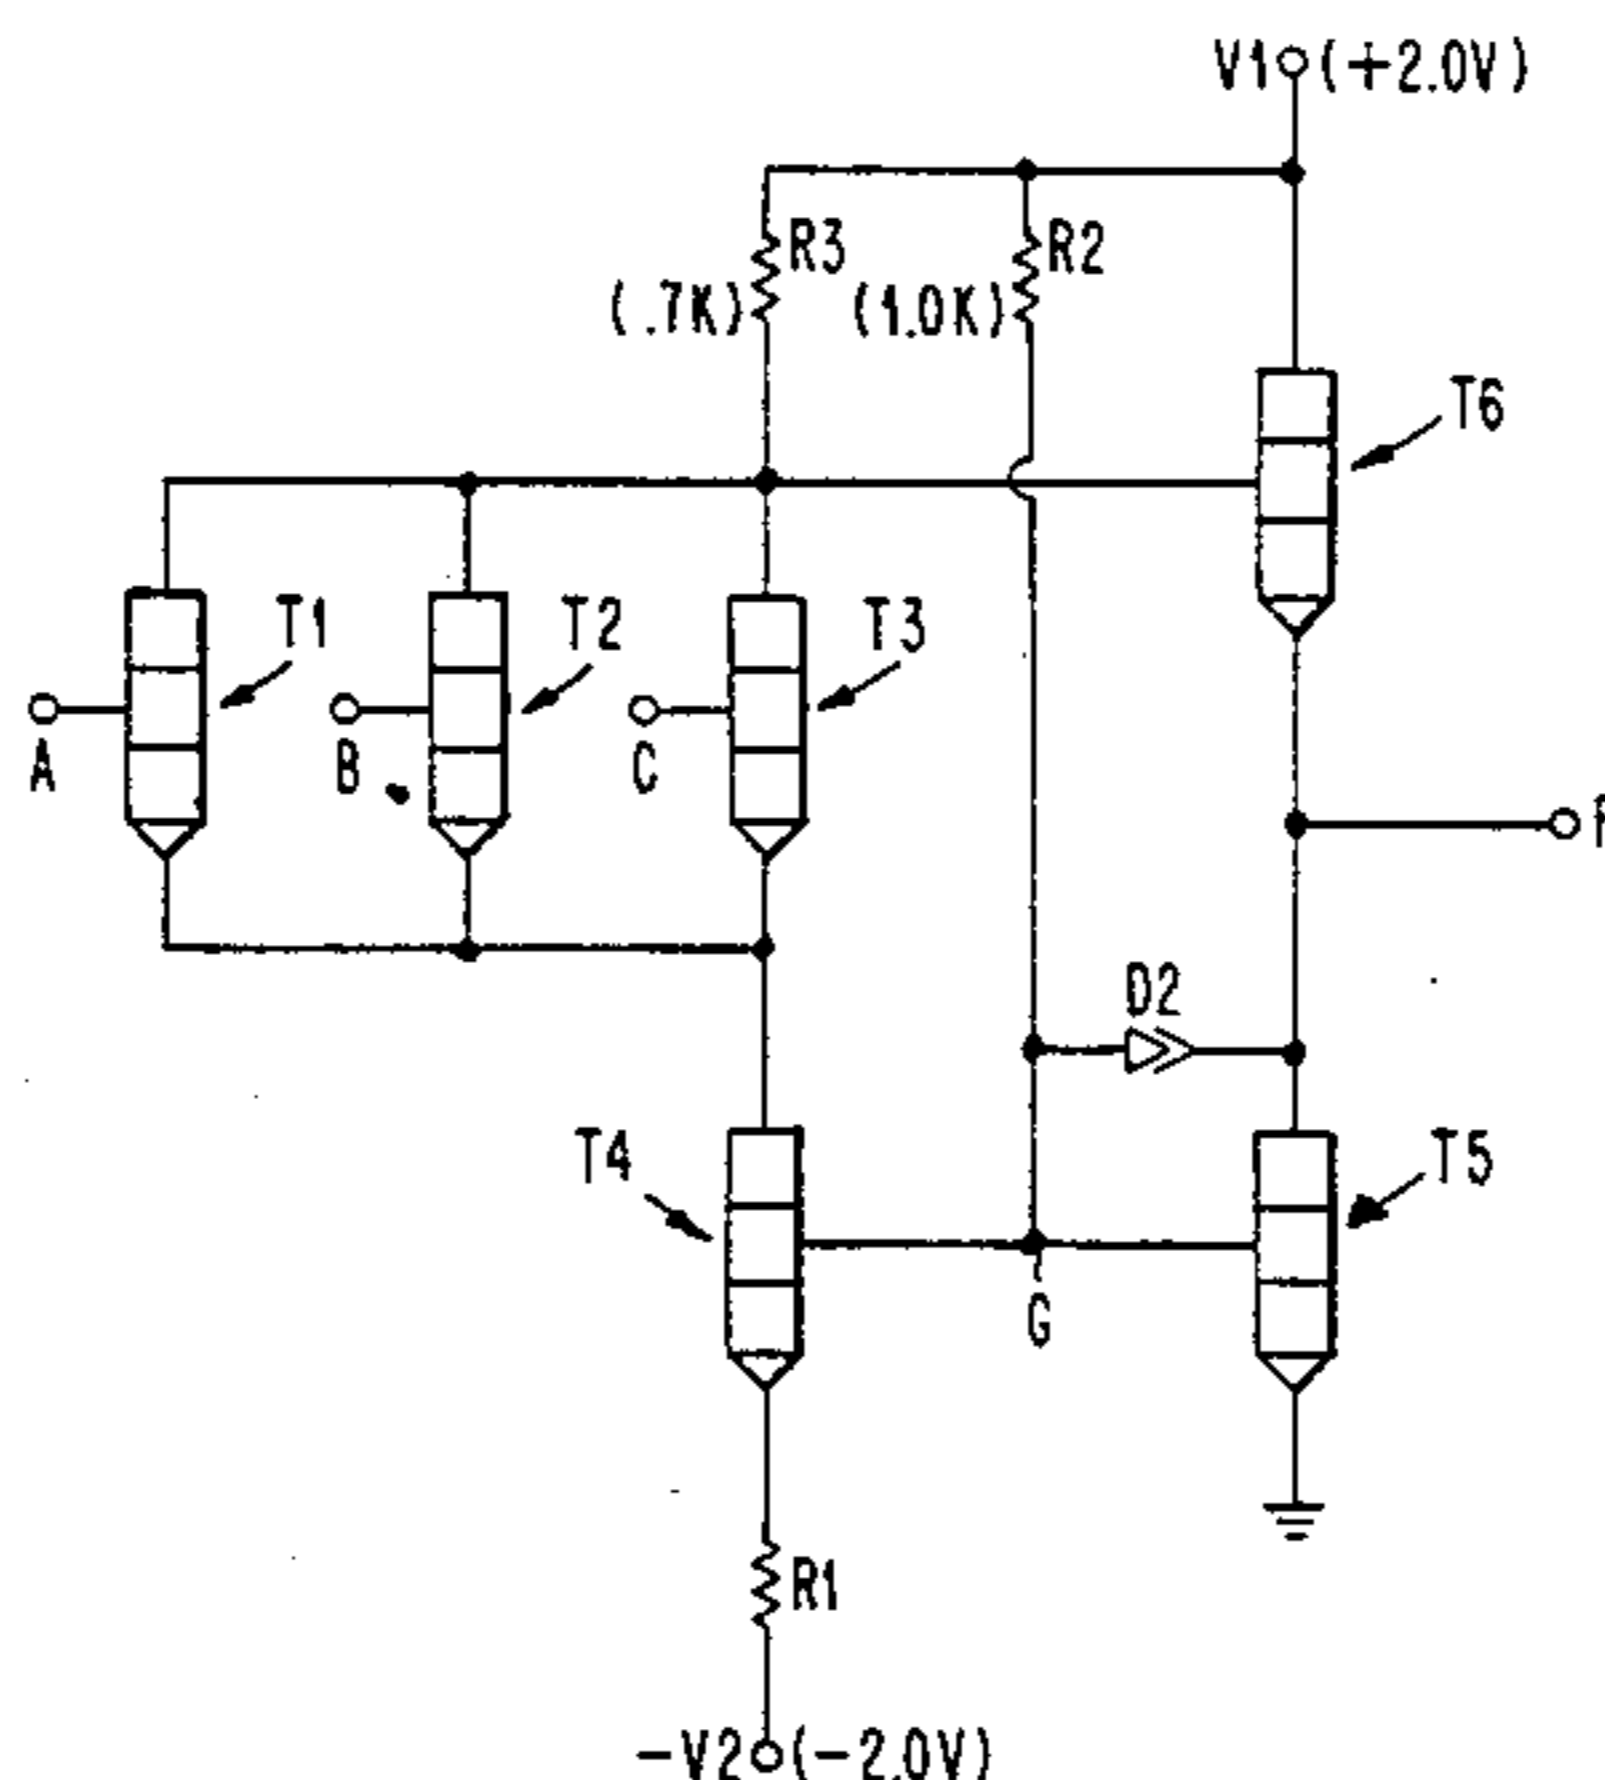 V1 (+2.0V)
R3
(.7K)
R2
(1.0K)
T6
T1
T2
T3
A
B
C
D2
T4
T5
G
R1
-V2 (-2.0V)